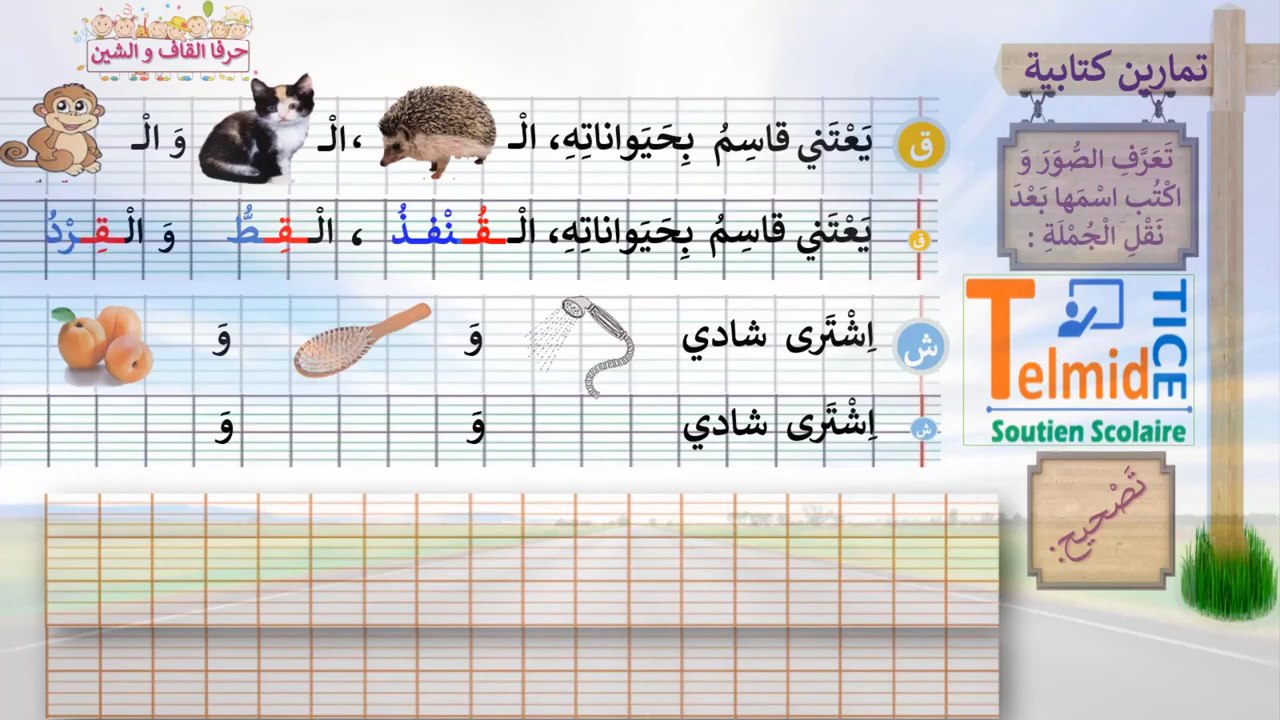 حرفا القاف و الشين
تمارين كتابية
تَعَرَّفِ الصُّوَرَ وَ
اكْتُبِ اسْمَها بَعْدَ
نَقْلِ الْجُمْلَةِ :
ق يَعْتَني قاسِمُ بِحَيَواناتِهِ، الْـ ،الْـ وَ الْـ
ق يَعْتَني قاسِمُ بِحَيَواناتِهِ، الْـقُـنْفُـذُ ، الْـقِـطُّ وَ الْـقِـرْدُ
ش اِشْتَرى شادي وَ وَ
ش اِشْتَرى شادي وَ وَ
Telmid TICE
Soutien Scolaire
تَصْحيح: